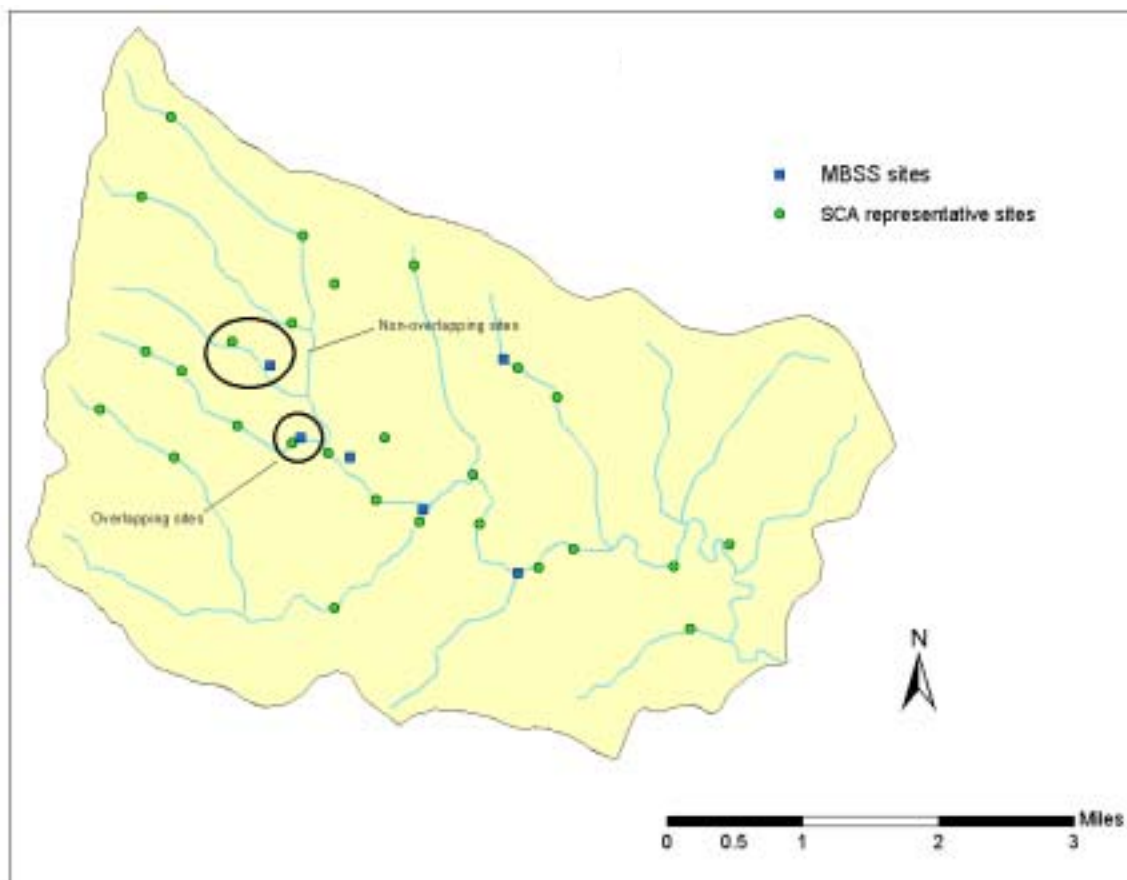 MBSS sites
SCA representative sites
Non-overlapping sites
Overlapping sites
N
Miles
0 0.5 1 2 3